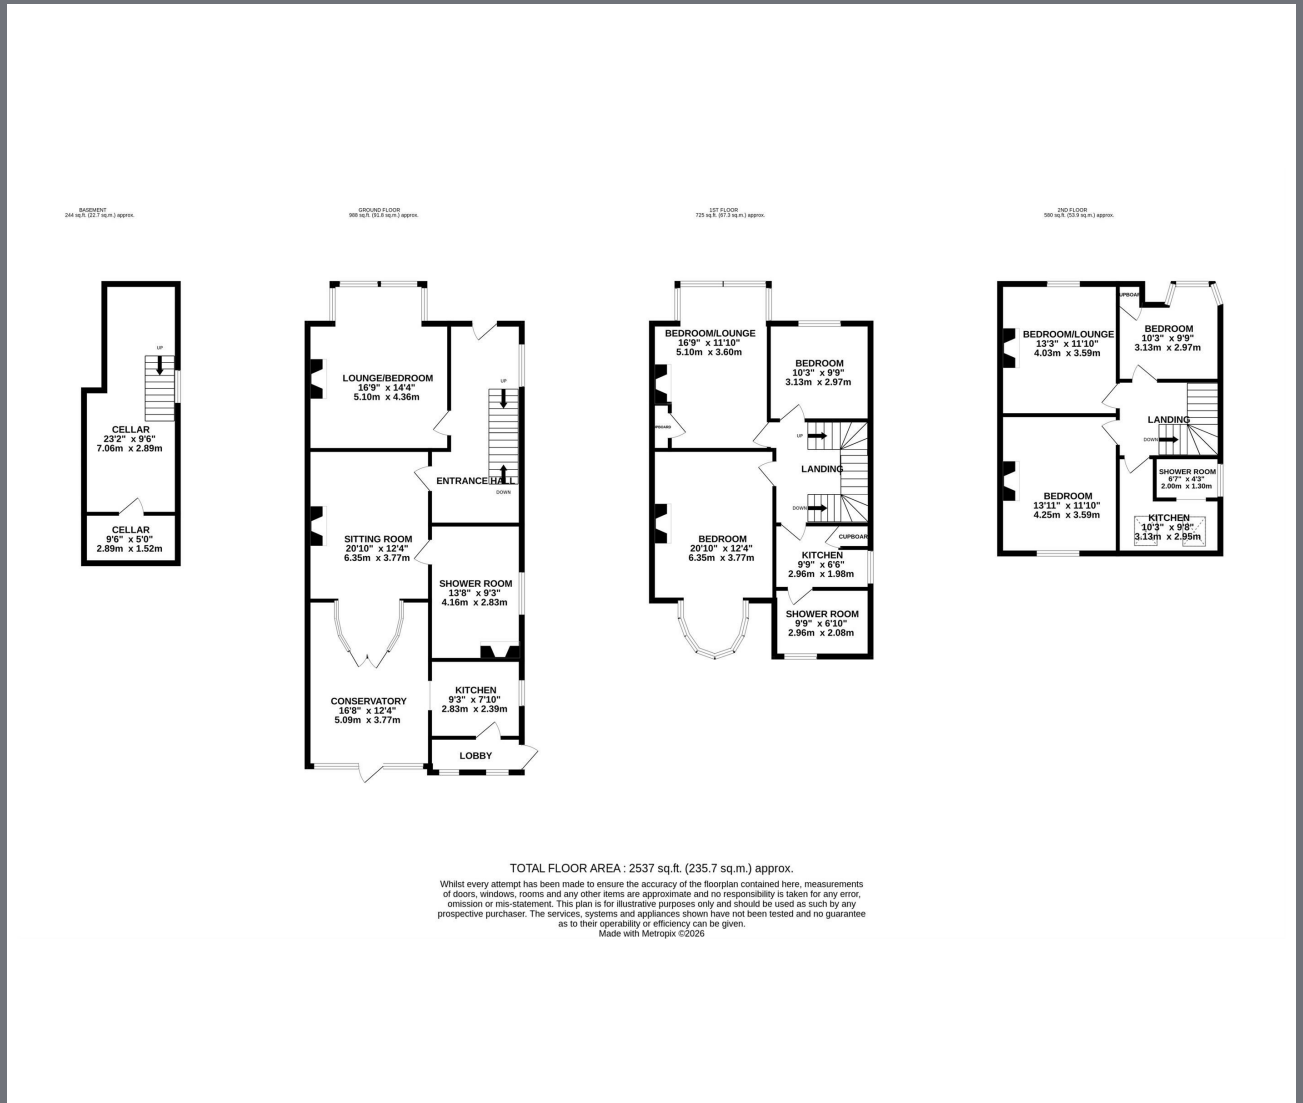 BASEMENT
244 sq.ft. (22.7 sq.m.) approx.
GROUND FLOOR
988 sq.ft. (91.8 sq.m.) approx.
1ST FLOOR
725 sq.ft. (67.3 sq.m.) approx.
2ND FLOOR
580 sq.ft. (53.9 sq.m.) approx.
UP
CELLAR
23'2" x 9'6"
7.06m x 2.89m
CELLAR
9'6" x 5'0"
2.89m x 1.52m
LOUNGE/BEDROOM
16'9" x 14'4"
5.10m x 4.36m
UP
ENTRANCE HALL
DOWN
SITTING ROOM
20'10" x 12'4"
6.35m x 3.77m
SHOWER ROOM
13'8" x 9'3"
4.16m x 2.83m
CONSERVATORY
16'8" x 12'4"
5.09m x 3.77m
KITCHEN
9'3" x 7'10"
2.83m x 2.39m
LOBBY
BEDROOM/LOUNGE
16'9" x 11'10"
5.10m x 3.60m
BEDROOM
10'3" x 9'9"
3.13m x 2.97m
UP
LANDING
DOWN
BEDROOM
20'10" x 12'4"
6.35m x 3.77m
CUPBOAR
KITCHEN
9'9" x 6'6"
2.96m x 1.98m
SHOWER ROOM
9'9" x 6'10"
2.96m x 2.08m
UPBOAR
BEDROOM/LOUNGE
13'3" x 11'10"
4.03m x 3.59m
BEDROOM
10'3" x 9'9"
3.13m x 2.97m
LANDING
DOWN
SHOWER ROOM
6'7" x 4'3"
2.00m x 1.30m
BEDROOM
13'11" x 11'10"
4.25m x 3.59m
KITCHEN
10'3" x 9'8"
3.13m x 2.95m
TOTAL FLOOR AREA : 2537 sq.ft. (235.7 sq.m.) approx.
Whilst every attempt has been made to ensure the accuracy of the floorplan contained here, measurements
of doors, windows, rooms and any other items are approximate and no responsibility is taken for any error,
omission or mis-statement. This plan is for illustrative purposes only and should be used as such by any
prospective purchaser. The services, systems and appliances shown have not been tested and no guarantee
as to their operability or efficiency can be given.
Made with Metropix ©2026